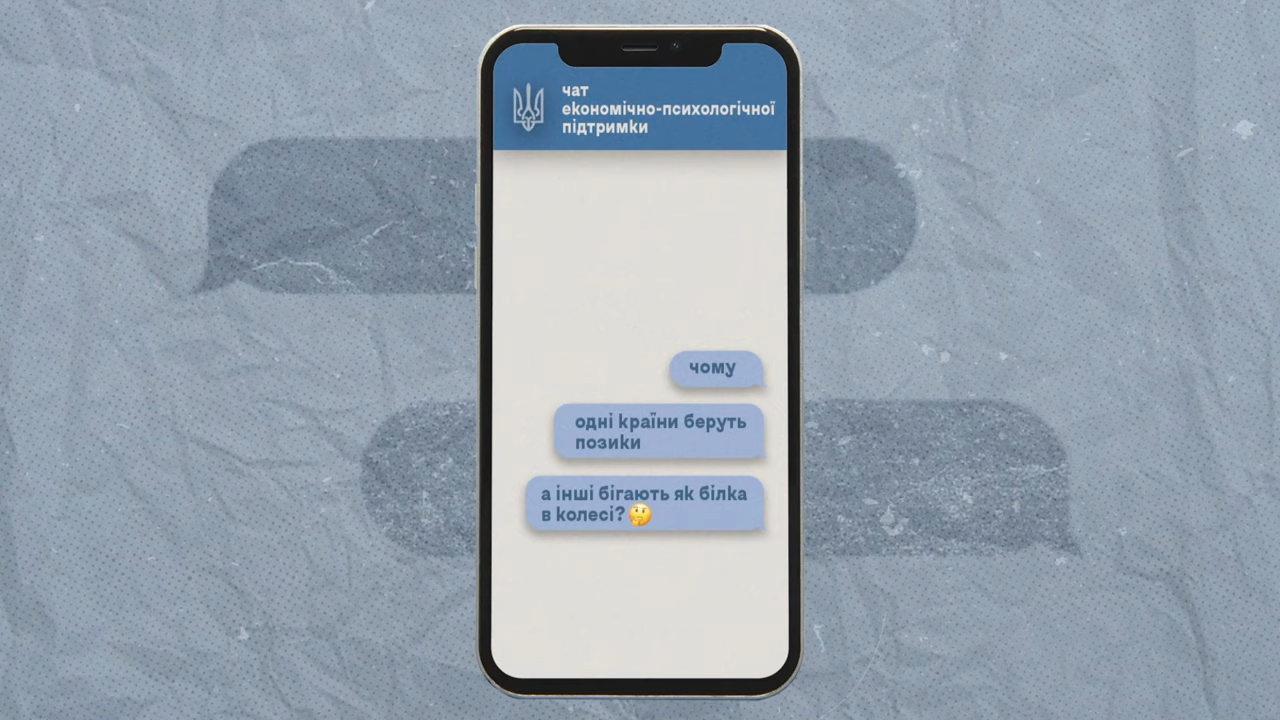 чат
економічно-психологічної
підтримки
чому
одні країни беруть
позики
а інші бігають як білка
в колесі?🤔